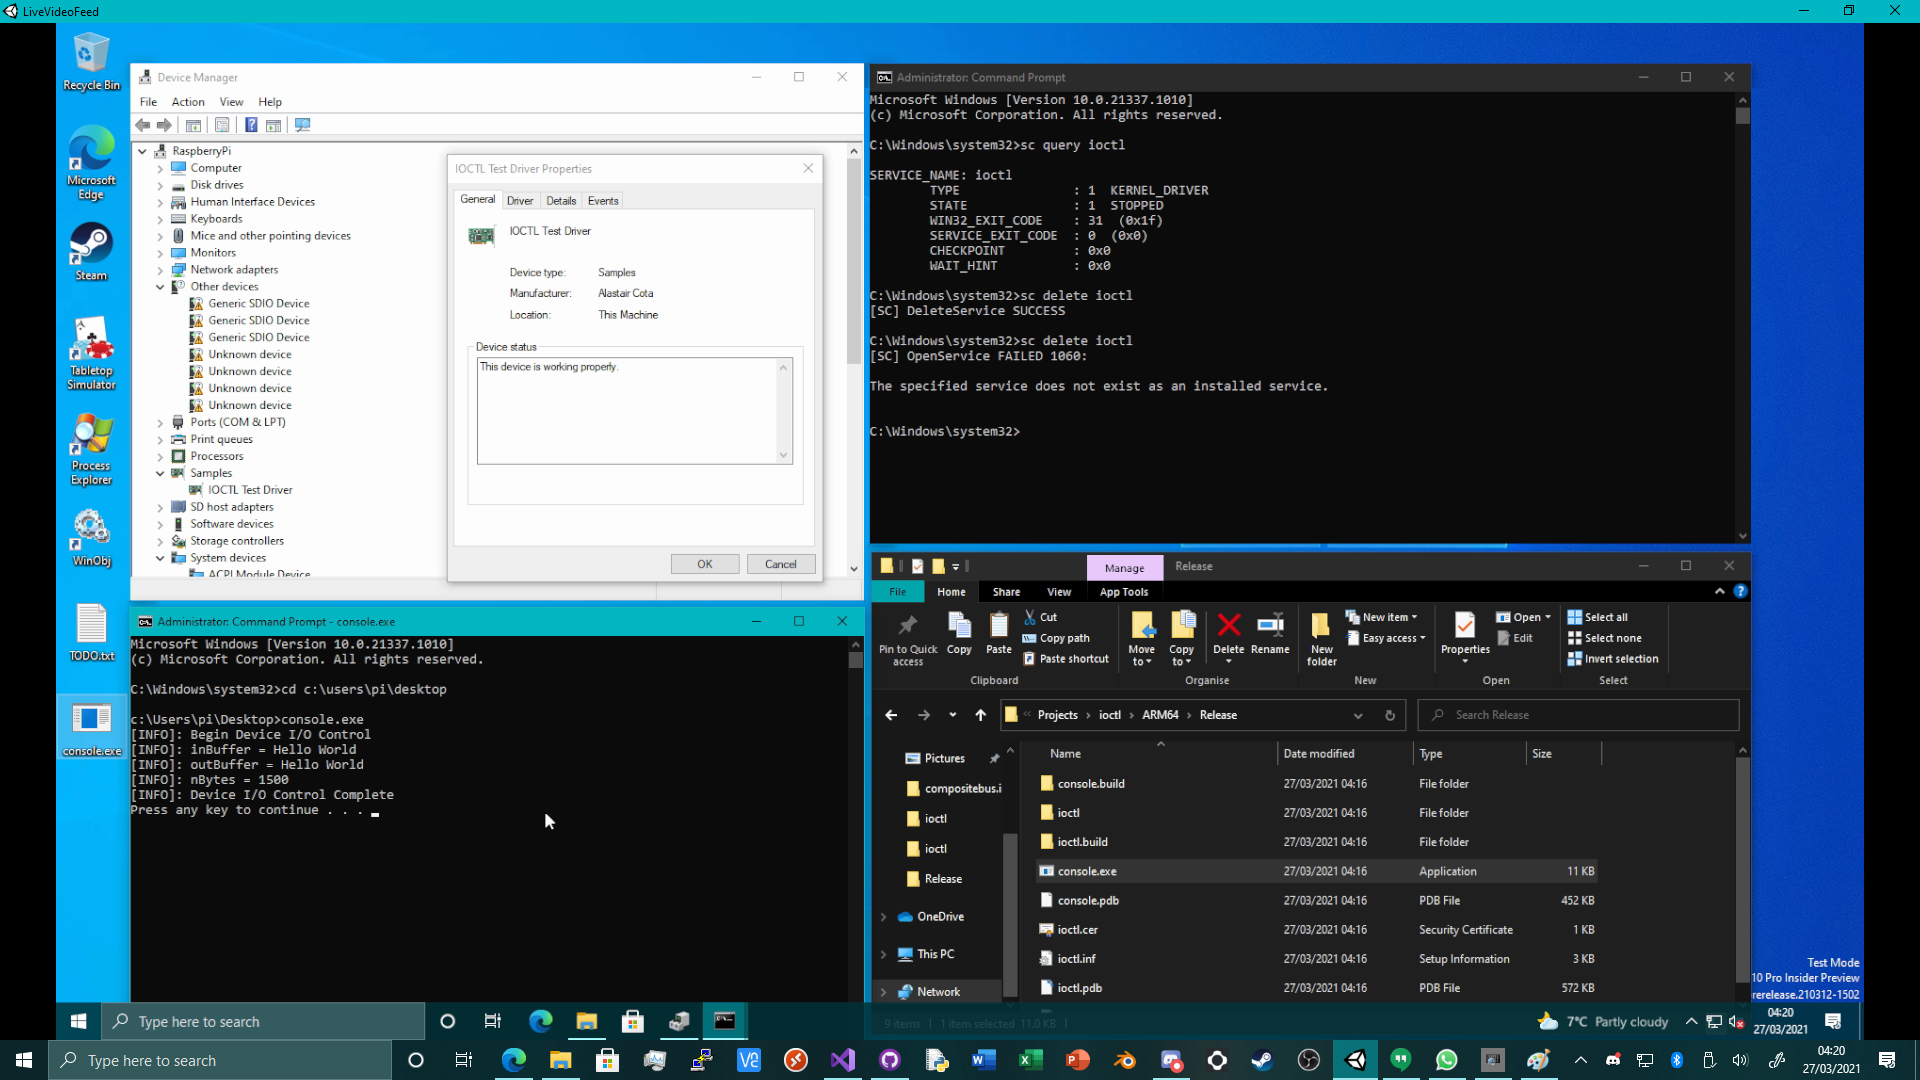 LiveVideoFeed
Recycle Bin
Microsoft Edge
Steam
Tabletop Simulator
Process Explorer
WinObj
TODO.txt
console.exe
Device Manager
File Action View Help
RaspberryPi
Computer
Disk drives
Human Interface Devices
Keyboards
Mice and other pointing devices
Monitors
Network adapters
Other devices
Generic SDIO Device
Generic SDIO Device
Generic SDIO Device
Unknown device
Unknown device
Unknown device
Unknown device
Ports (COM & LPT)
Print queues
Processors
Samples
IOCTL Test Driver
SD host adapters
Software devices
Storage controllers
System devices
ACPI Module Device
IOCTL Test Driver Properties
General Driver Details Events
IOCTL Test Driver
Device type: Samples
Manufacturer: Alastair Cota
Location: This Machine
Device status
This device is working properly.
OK Cancel
Administrator: Command Prompt
Microsoft Windows [Version 10.0.21337.1010]
(c) Microsoft Corporation. All rights reserved.
C:\Windows\system32>sc query ioctl
SERVICE_NAME: ioctl
TYPE : 1 KERNEL_DRIVER
STATE : 1 STOPPED
WIN32_EXIT_CODE : 31 (0x1f)
SERVICE_EXIT_CODE : 0 (0x0)
CHECKPOINT : 0x0
WAIT_HINT : 0x0
C:\Windows\system32>sc delete ioctl
[SC] DeleteService SUCCESS
C:\Windows\system32>sc delete ioctl
[SC] OpenService FAILED 1060:
The specified service does not exist as an installed service.
C:\Windows\system32>
Administrator: Command Prompt - console.exe
Microsoft Windows [Version 10.0.21337.1010]
(c) Microsoft Corporation. All rights reserved.
C:\Windows\system32>cd c:\users\pi\desktop
c:\Users\pi\Desktop>console.exe
[INFO]: Begin Device I/O Control
[INFO]: inBuffer = Hello World
[INFO]: outBuffer = Hello World
[INFO]: nBytes = 1500
[INFO]: Device I/O Control Complete
Press any key to continue . . .
Manage Release
File Home Share View App Tools
Pin to Quick access
Copy
Paste
Cut
Copy path
Paste shortcut
Clipboard
Move to
Copy to
Delete
Rename
Organise
New folder
New item
Easy access
New
Properties
Open
Edit
Open
Select all
Select none
Invert selection
Select
Projects ioctl ARM64 Release
Search Release
Pictures
compositebus.i
ioctl
ioctl
Release
OneDrive
This PC
Network
Name Date modified Type Size
console.build 27/03/2021 04:16 File folder
ioctl 27/03/2021 04:16 File folder
ioctl.build 27/03/2021 04:16 File folder
console.exe 27/03/2021 04:16 Application 11 KB
console.pdb 27/03/2021 04:16 PDB File 452 KB
ioctl.cer 27/03/2021 04:16 Security Certificate 1 KB
ioctl.inf 27/03/2021 04:16 Setup Information 3 KB
ioctl.pdb 27/03/2021 04:16 PDB File 572 KB
9 items 1 item selected 11.0 KB
Test Mode
10 Pro Insider Preview
rerelease.210312-1502
Type here to search
7°C Partly cloudy
04:20
27/03/2021
Type here to search
04:20
27/03/2021